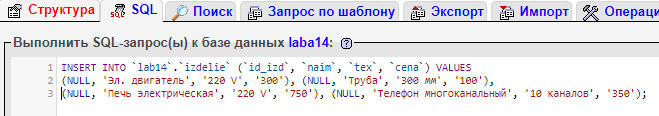 Структура SQL Поиск Запрос по шаблону Экспорт Импорт Операци
Выполнить SQL-запрос(ы) к базе данных laba14:
1 INSERT INTO `lab14`.`izdelie` (`id_izd`, `naim`, `tex`, `cena`) VALUES
2 (NULL, 'Эл. двигатель', '220 V', '300'), (NULL, 'Труба', '300 мм', '100'),
3 (NULL, 'Печь электрическая', '220 V', '750'), (NULL, 'Телефон многоканальный', '10 каналов', '350');